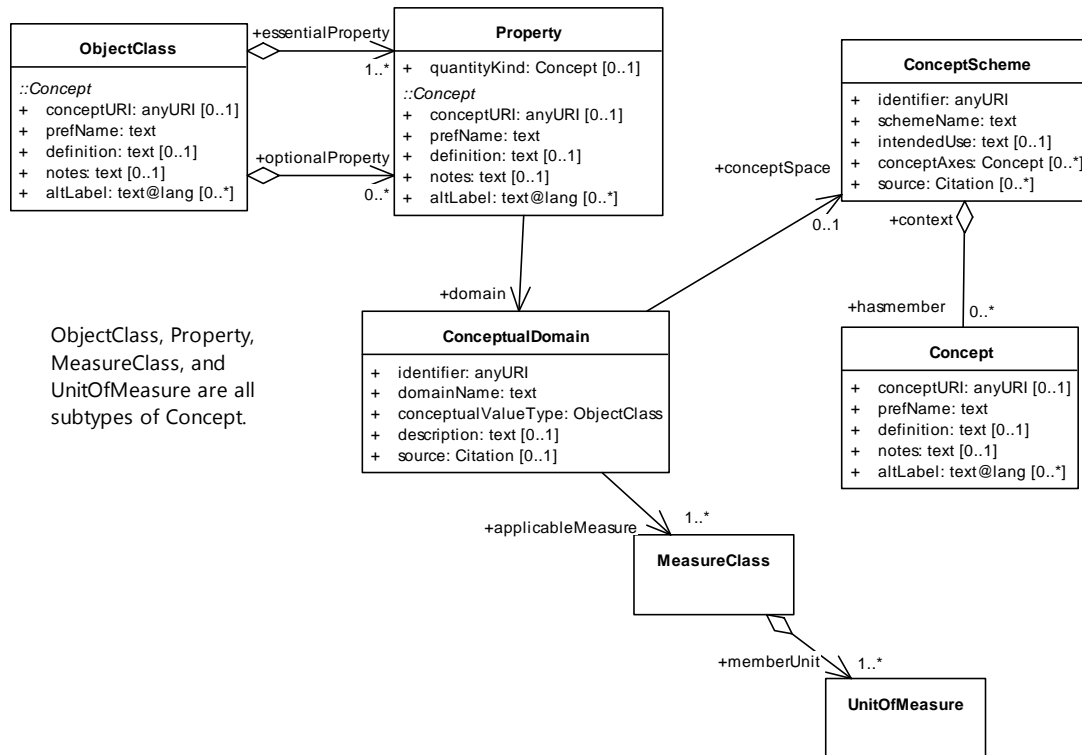 ObjectClass
::Concept
+ conceptURI: anyURI [0..1]
+ prefName: text
+ definition: text [0..1]
+ notes: text [0..1]
+ altLabel: text@lang [0..*]
+essentialProperty
1..*
+optionalProperty
0..*
Property
+ quantityKind: Concept [0..1]
::Concept
+ conceptURI: anyURI [0..1]
+ prefName: text
+ definition: text [0..1]
+ notes: text [0..1]
+ altLabel: text@lang [0..*]
ConceptScheme
+ identifier: anyURI
+ schemeName: text
+ intendedUse: text [0..1]
+ conceptAxes: Concept [0..*]
+ source: Citation [0..*]
+conceptSpace
0..1
+context
+hasmember
0..*
+domain
ObjectClass, Property,
MeasureClass, and
UnitOfMeasure are all
subtypes of Concept.
ConceptualDomain
+ identifier: anyURI
+ domainName: text
+ conceptualValueType: ObjectClass
+ description: text [0..1]
+ source: Citation [0..1]
Concept
+ conceptURI: anyURI [0..1]
+ prefName: text
+ definition: text [0..1]
+ notes: text [0..1]
+ altLabel: text@lang [0..*]
+applicableMeasure
1..*
MeasureClass
+memberUnit
1..*
UnitOfMeasure